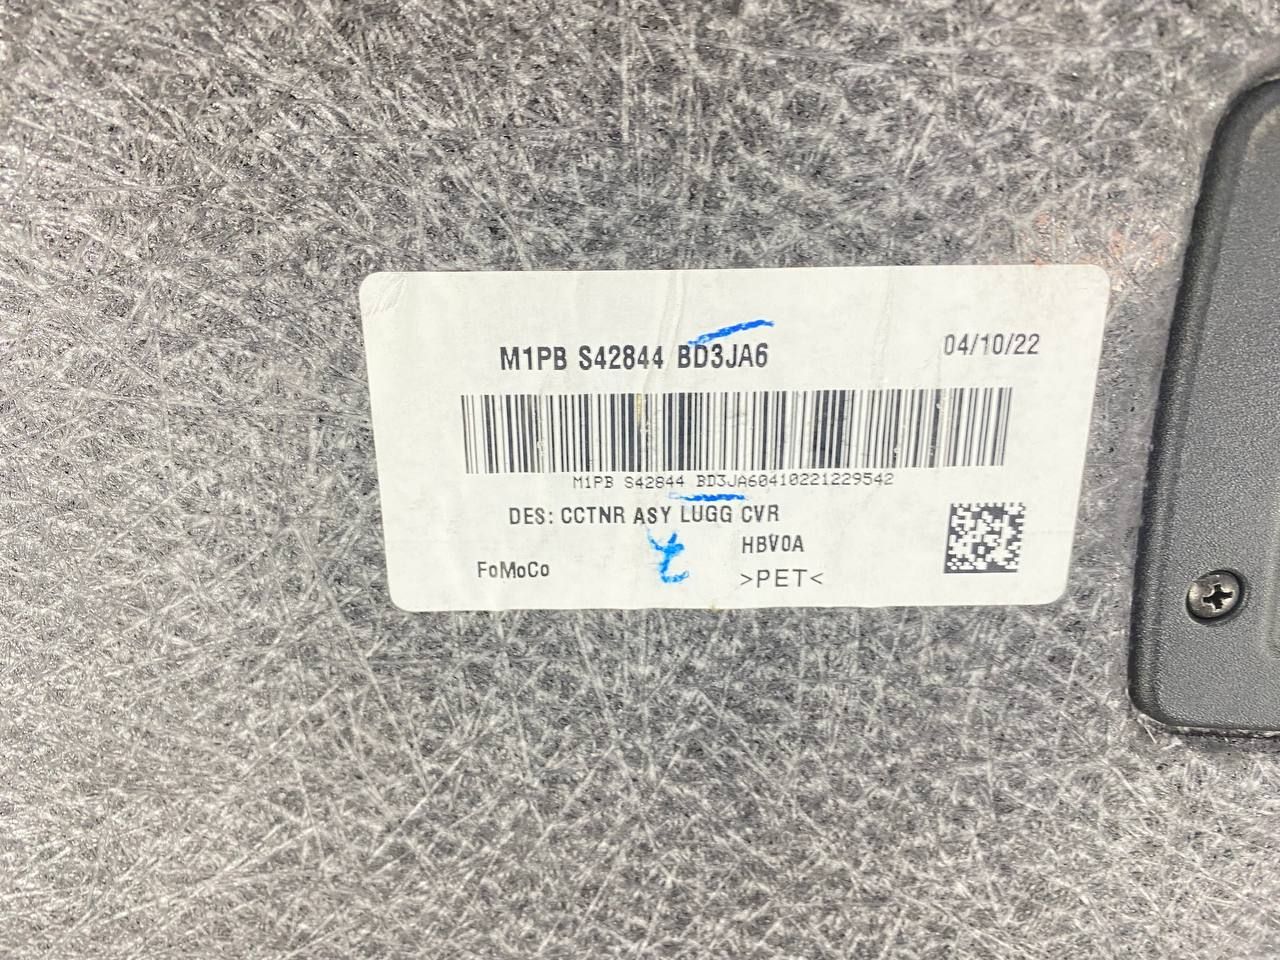 M1PB S42844 BD3JA6
04/10/22
M1PB S42844 BD3JA60410221229542
DES: CCTNR ASY LUGG CVR
HBV0A
FoMoCo
>PET<